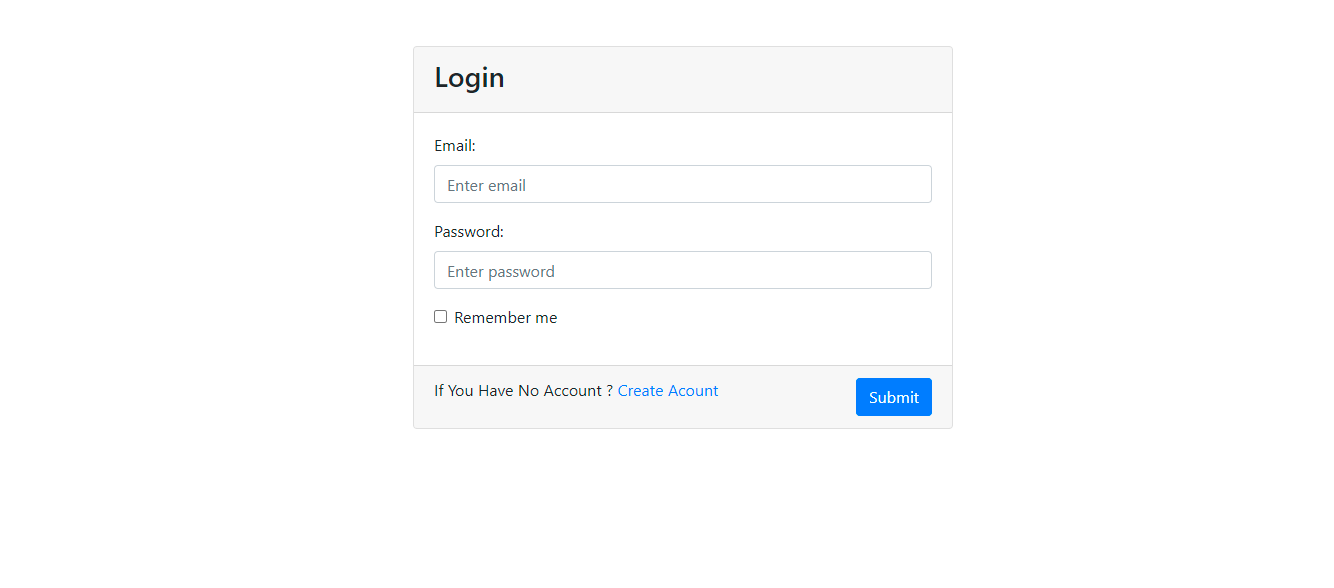 Login
Email:
Enter email
Password:
Enter password
Remember me
If You Have No Account ? Create Acount
Submit